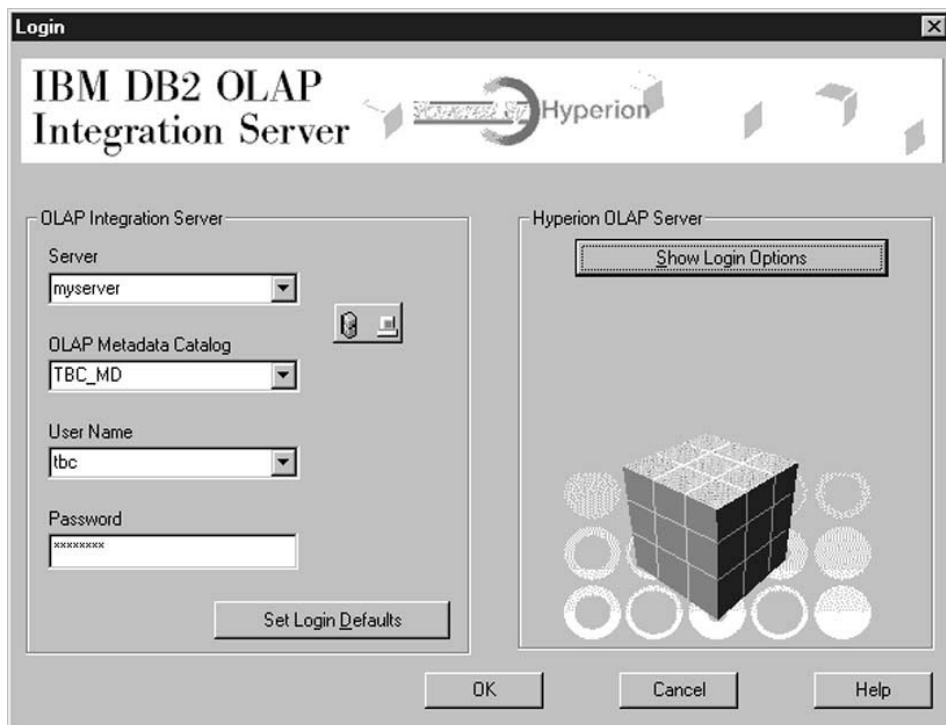 Login
IBM DB2 OLAP
Integration Server
Hyperion
OLAP Integration Server
Server
myserver
OLAP Metadata Catalog
TBC_MD
User Name
tbc
Password
********
Set Login Defaults
Hyperion OLAP Server
Show Login Options
OK
Cancel
Help